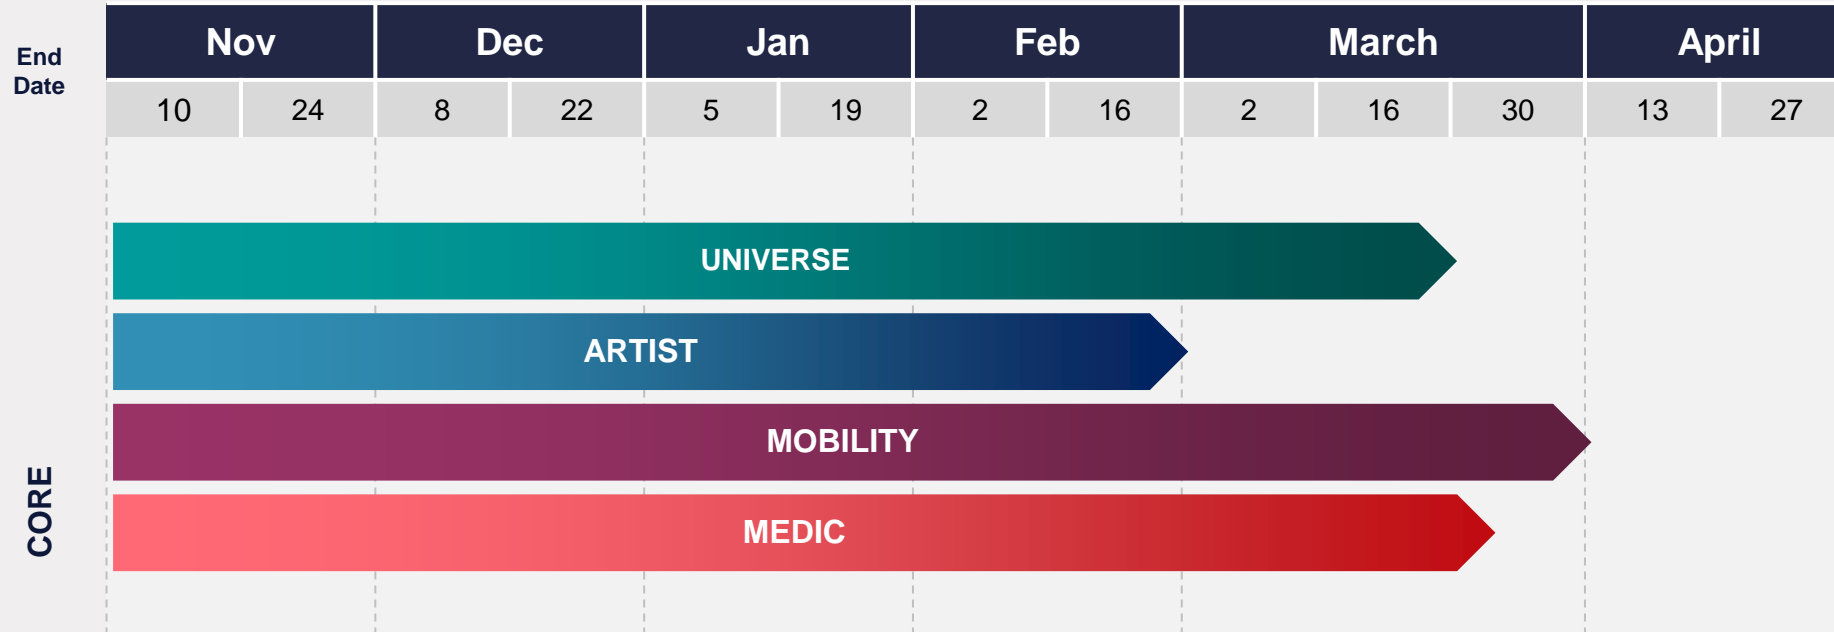 End
Date
Nov Dec Jan Feb March April
10 24 8 22 5 19 2 16 2 16 30 13 27
UNIVERSE
ARTIST
MOBILITY
MEDIC
CORE